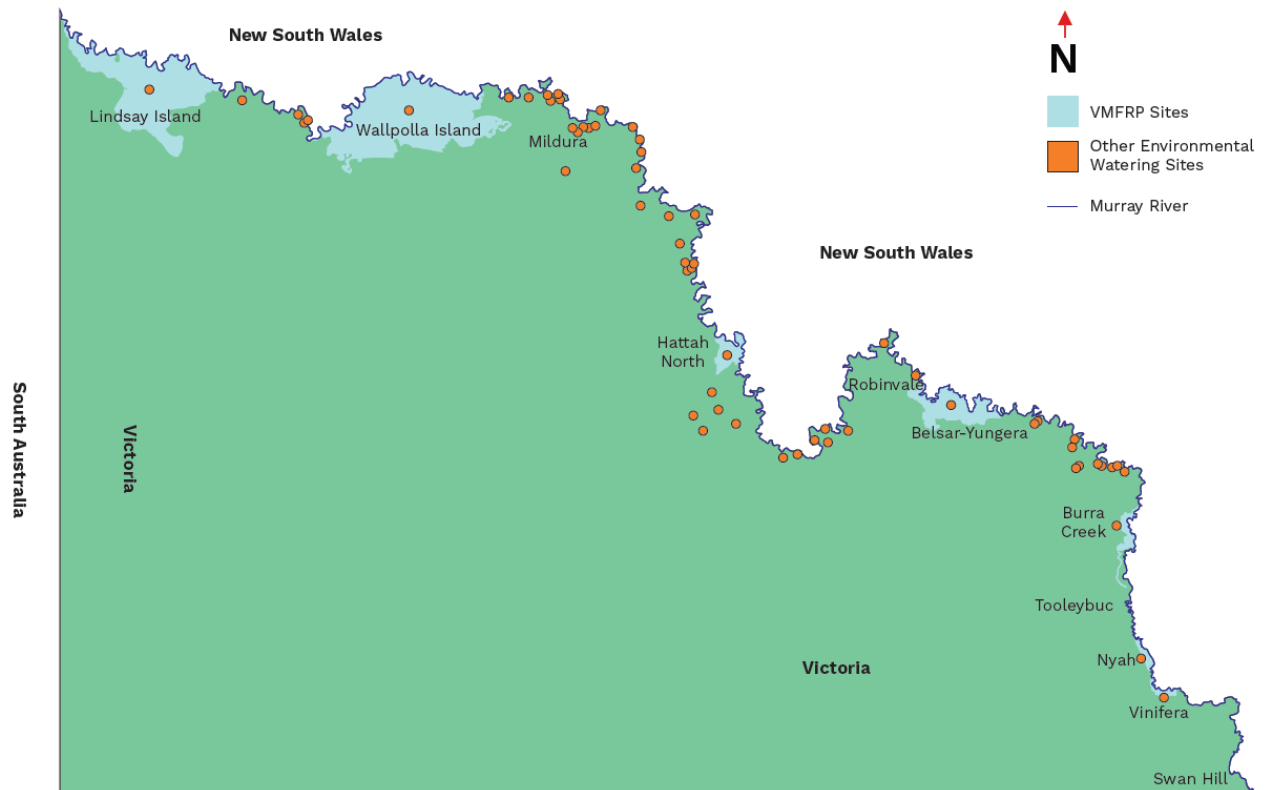 New South Wales
N
Lindsay Island
VMFRP Sites
Wallpolla Island
Mildura
Other Environmental
Watering Sites
Murray River
New South Wales
Hattah
North
Robinvale
South Australia
Victoria
Belsar-Yungera
Burra
Creek
Tooleybuc
Nyah
Victoria
Vinifera
Swan Hill